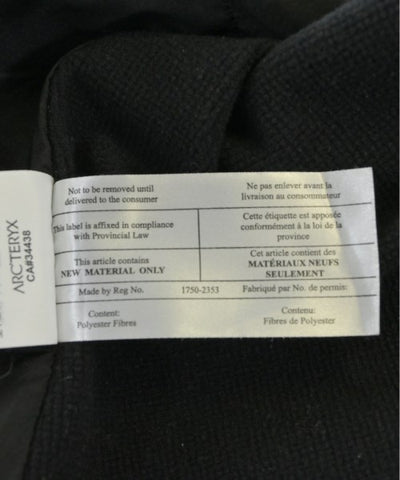 ARC'TERYX
CA#34438
Not to be removed until
delivered to the consumer
Ne pas enlever avant la
livraison au consommateur
This label is affixed in compliance
with Provincial Law
Cette étiquette est apposée
conformément à la loi de la
province
This article contains
NEW MATERIAL ONLY
Cet article contient des
MATÉRIAUX NEUFS
SEULEMENT
Made by Reg No. 1750-2353 Fabriqué par No. de permis:
Content:
Polyester Fibres
Contenu:
Fibres de Polyester